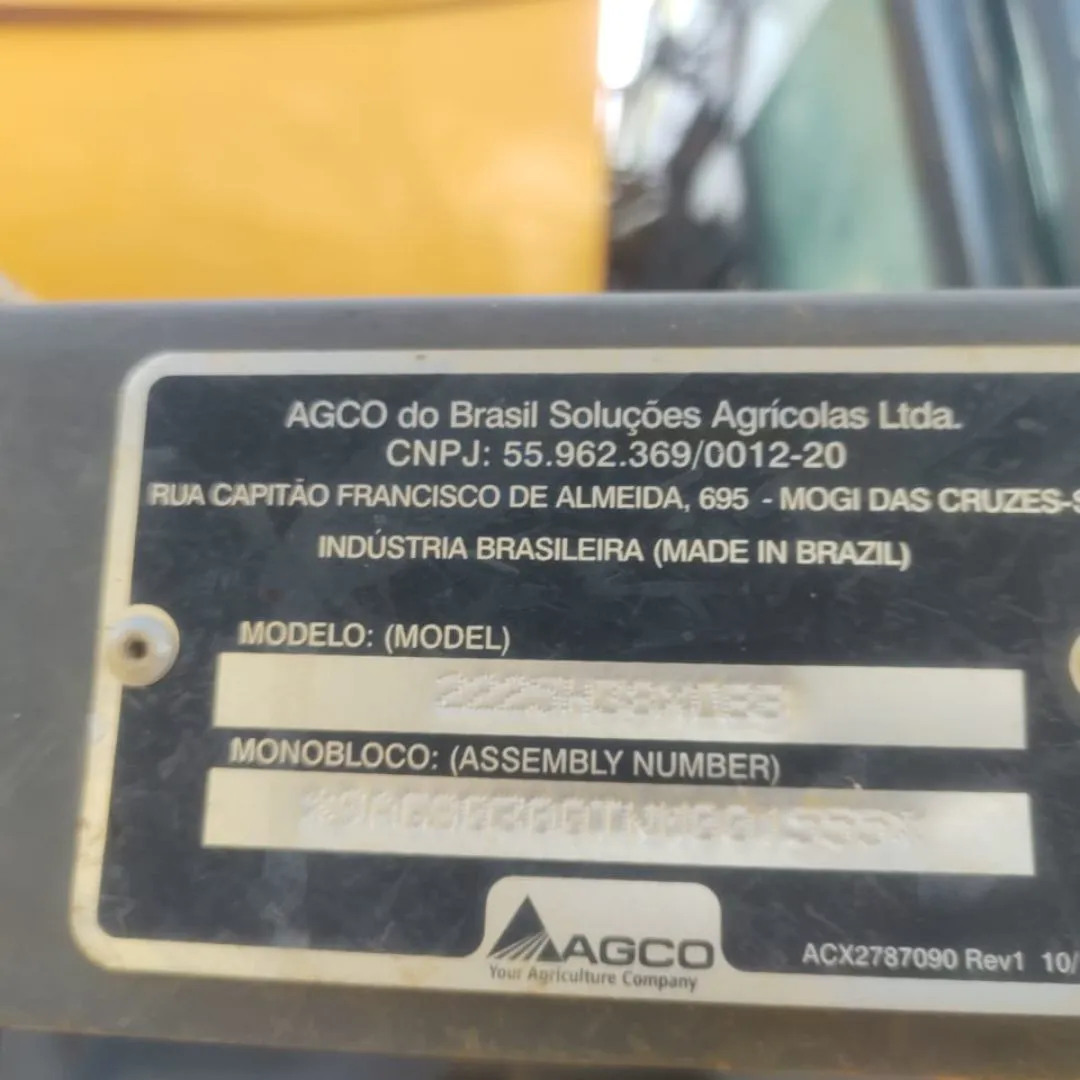 AGCO do Brasil Soluções Agrícolas Ltda.
CNPJ: 55.962.369/0012-20
RUA CAPITÃO FRANCISCO DE ALMEIDA, 695 - MOGI DAS
INDÚSTRIA BRASILEIRA (MADE IN BRAZIL)
MODELO: (MODEL)
MONOBLOCO: (ASSEMBLY NUMBER)
AGCO
Your Agriculture Company
ACX2787090 Rev1